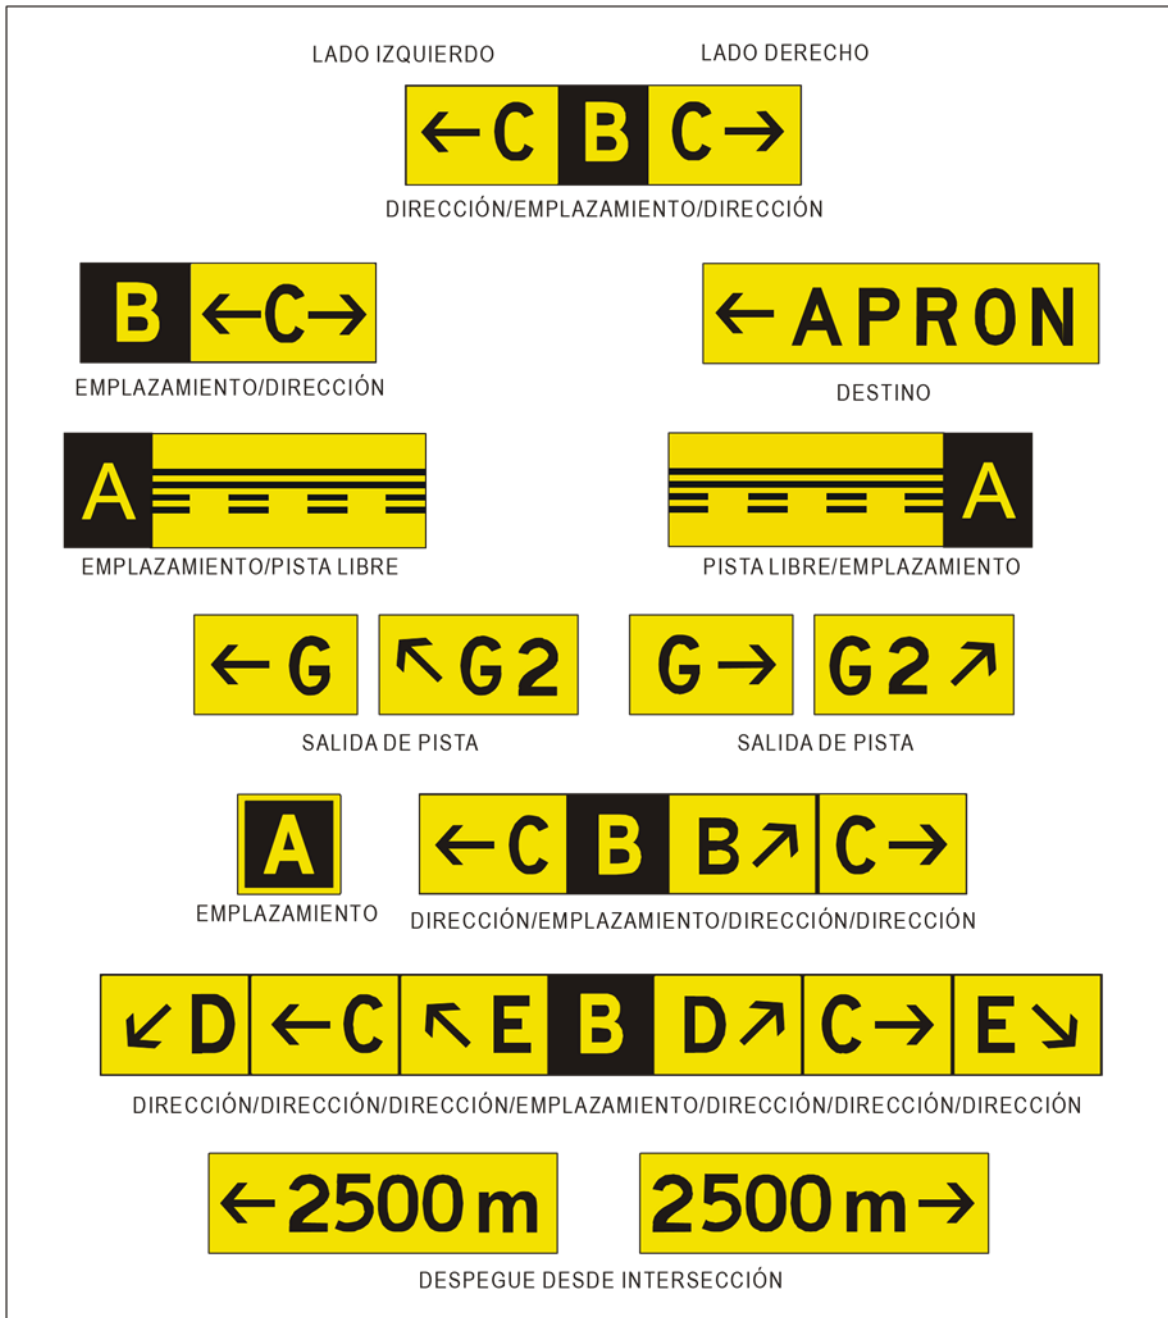 LADO IZQUIERDO LADO DERECHO
←C B C→
DIRECCIÓN/EMPLAZAMIENTO/DIRECCIÓN
B ←C→ ←APRON
EMPLAZAMIENTO/DIRECCIÓN DESTINO
A A
EMPLAZAMIENTO/PISTA LIBRE PISTA LIBRE/EMPLAZAMIENTO
←G ↖G2 G→ G2↗
SALIDA DE PISTA SALIDA DE PISTA
A ←C B B↗ C→
EMPLAZAMIENTO DIRECCIÓN/EMPLAZAMIENTO/DIRECCIÓN/DIRECCIÓN
↙D ←C ↖E B D↗ C→ E↘
DIRECCIÓN/DIRECCIÓN/DIRECCIÓN/EMPLAZAMIENTO/DIRECCIÓN/DIRECCIÓN/DIRECCIÓN
←2500m 2500m→
DESPEGUE DESDE INTERSECCIÓN